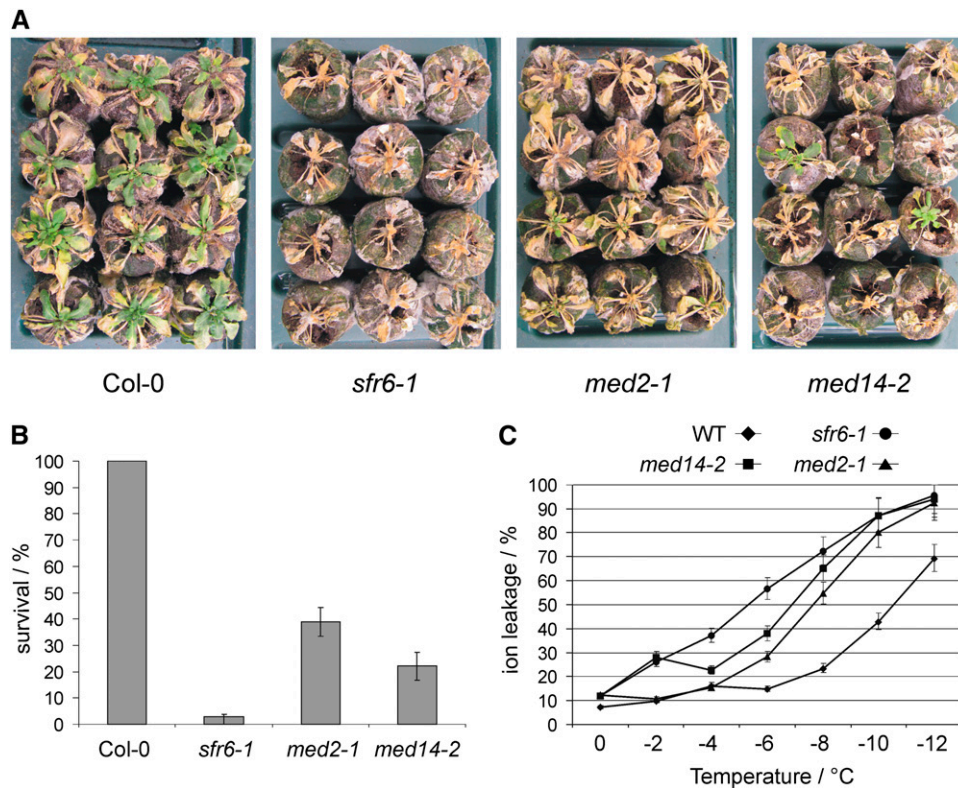 A
Col-0 sfr6-1 med2-1 med14-2
B
survival / %
100
90
80
70
60
50
40
30
20
10
0
Col-0 sfr6-1 med2-1 med14-2
C
WT sfr6-1
med14-2 med2-1
ion leakage / %
100
90
80
70
60
50
40
30
20
10
0
0 -2 -4 -6 -8 -10 -12
Temperature / °C